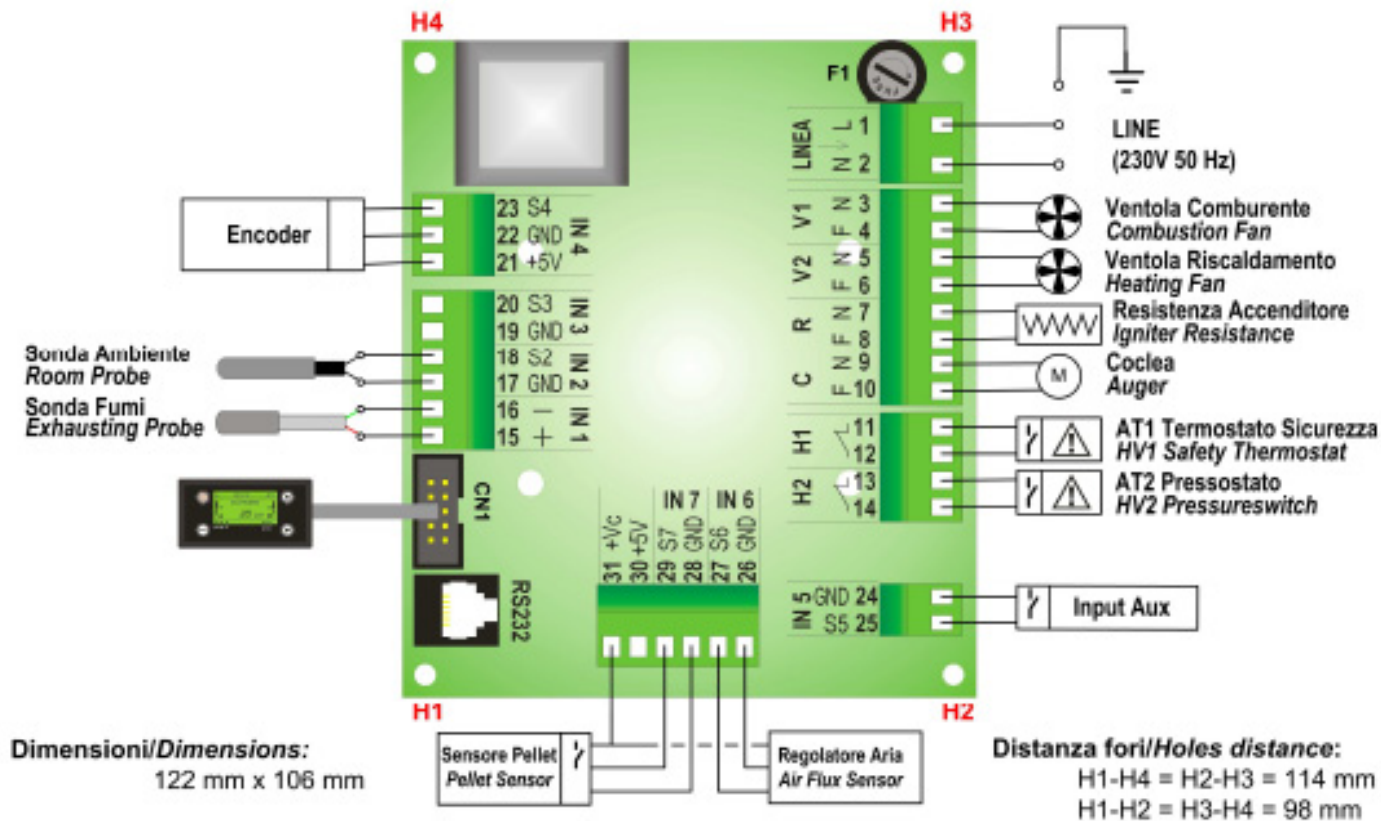 H4
H3
F1
LINEA
L 1
N 2
LINE
(230V 50 Hz)
V1
N 3
F 4
Ventola Comburente
Combustion Fan
V2
N 5
F 6
Ventola Riscaldamento
Heating Fan
R
N 7
F 8
Resistenza Accenditore
Igniter Resistance
C
N 9
F 10
M
Coclea
Auger
H1
11
12
AT1 Termostato Sicurezza
HV1 Safety Thermostat
H2
13
14
AT2 Pressostato
HV2 Pressureswitch
IN 5
GND 24
S5 25
Input Aux
Encoder
23 S4
22 GND
21 +5V
IN 4
20 S3
19 GND
IN 3
Sonda Ambiente
Room Probe
18 S2
17 GND
IN 2
Sonda Fumi
Exhausting Probe
16 –
15 +
IN 1
CN1
RS232
IN 7
IN 6
31 +Vc
30 +5V
29 S7
28 GND
27 S6
26 GND
H1
H2
Sensore Pellet
Pellet Sensor
Regolatore Aria
Air Flux Sensor
Dimensioni/Dimensions:
122 mm x 106 mm
Distanza fori/Holes distance:
H1-H4 = H2-H3 = 114 mm
H1-H2 = H3-H4 = 98 mm